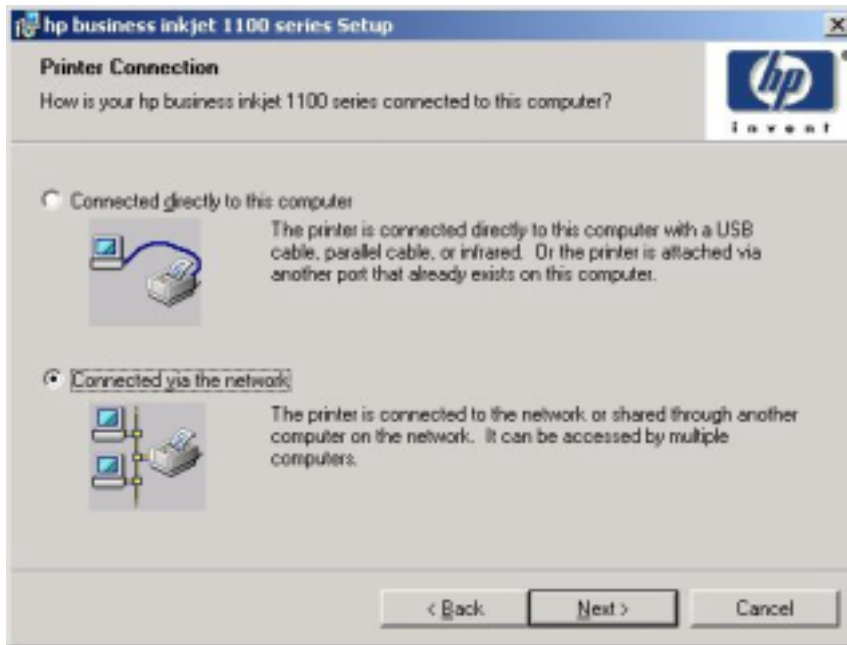 hp business inkjet 1100 series Setup
Printer Connection
How is your hp business inkjet 1100 series connected to this computer?
hp
invent
Connected directly to this computer
The printer is connected directly to this computer with a USB
cable, parallel cable, or infrared. Or the printer is attached via
another port that already exists on this computer.
Connected via the network
The printer is connected to the network or shared through another
computer on the network. It can be accessed by multiple
computers.
< Back
Next >
Cancel